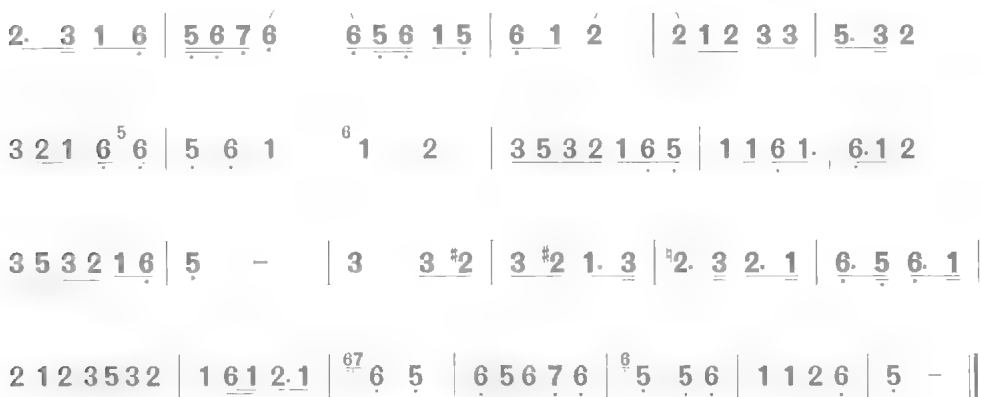 2. 3 1 6 | 5 6 7 6 6 5 6 1 5 | 6 1 2 | 2 1 2 3 3 | 5. 3 2
3 2 1 6 5 6 | 5 6 1 6 1 2 | 3 5 3 2 1 6 5 | 1 1 6 1. 6. 1 2
3 5 3 2 1 6 | 5 - | 3 3 #2 | 3 #2 1. 3 | ♮2. 3 2. 1 | 6. 5 6. 1 |
2 1 2 3 5 3 2 | 1 6 1 2. 1 | 67 6 5 | 6 5 6 7 6 | 6 5 5 6 | 1 1 2 6 | 5 - ‖